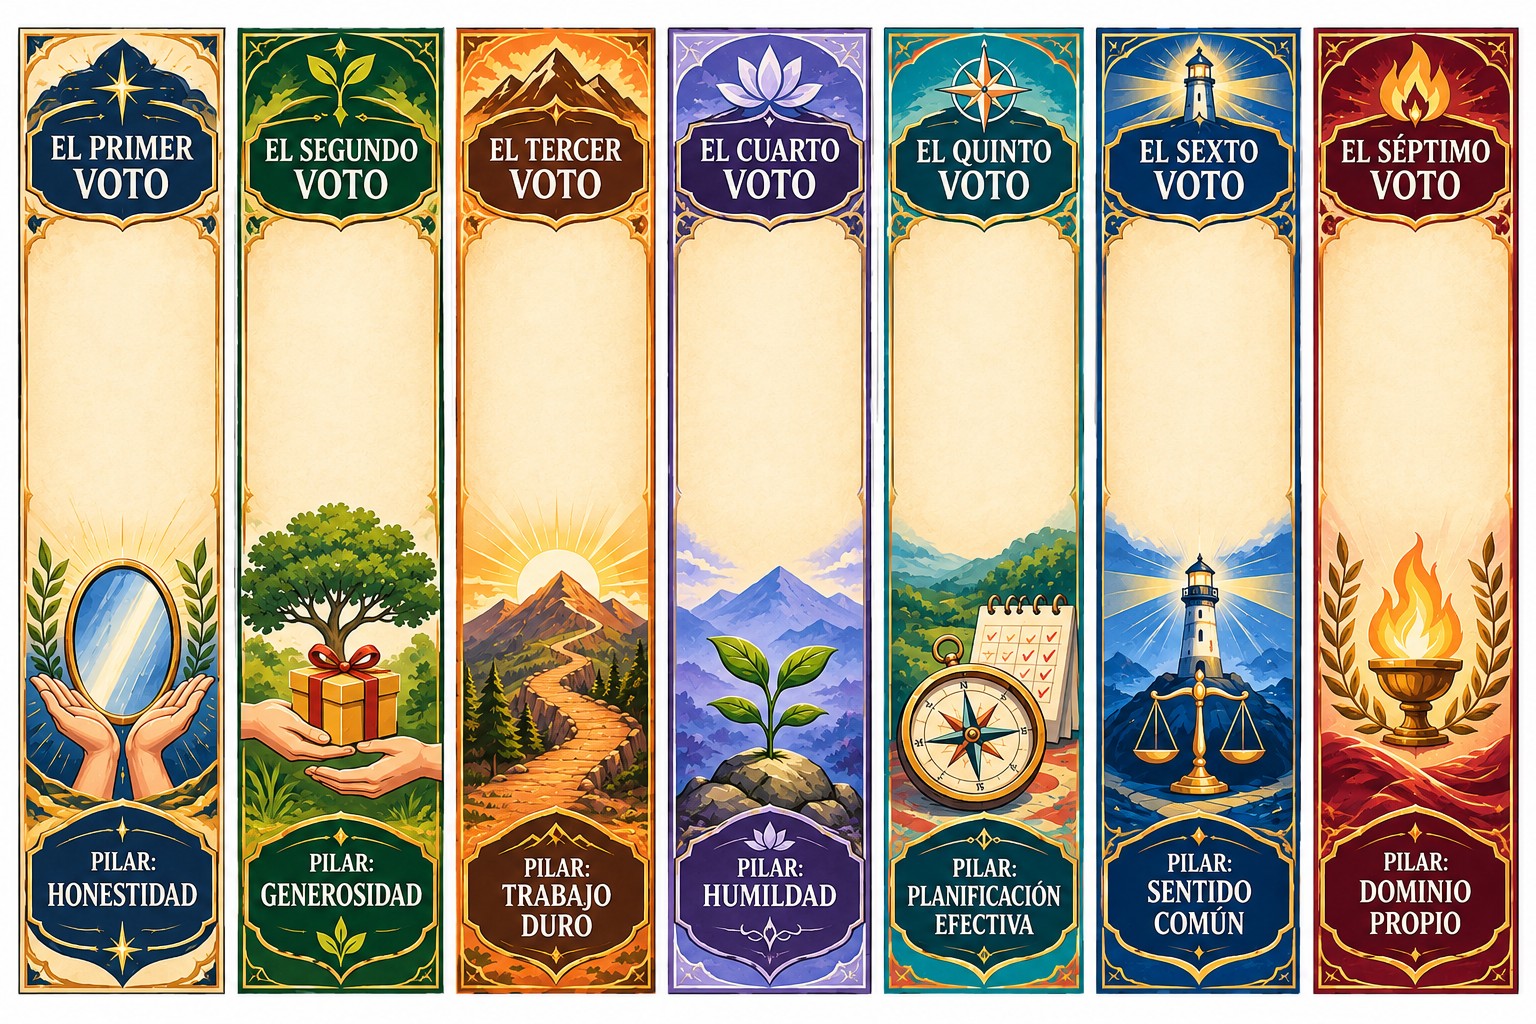 EL PRIMER
VOTO
PILAR:
HONESTIDAD
EL SEGUNDO
VOTO
PILAR:
GENEROSIDAD
EL TERCER
VOTO
PILAR:
TRABAJO
DURO
EL CUARTO
VOTO
PILAR:
HUMILDAD
EL QUINTO
VOTO
N
PILAR:
PLANIFICACIÓN
EFECTIVA
EL SEXTO
VOTO
PILAR:
SENTIDO
COMÚN
EL SÉPTIMO
VOTO
PILAR:
DOMINIO
PROPIO